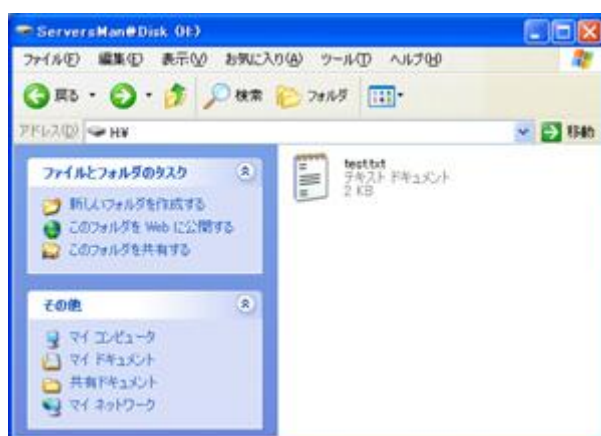 ServersMan@Disk (H:)
ファイル(F) 編集(E) 表示(V) お気に入り(A) ツール(T) ヘルプ(H)
戻る 検索 フォルダ
アドレス(D) H:¥ 移動
ファイルとフォルダのタスク
新しいフォルダを作成する
このフォルダを Web に公開する
このフォルダを共有する
その他
マイ コンピュータ
マイ ドキュメント
共有ドキュメント
マイ ネットワーク
test.txt
テキスト ドキュメント
2 KB